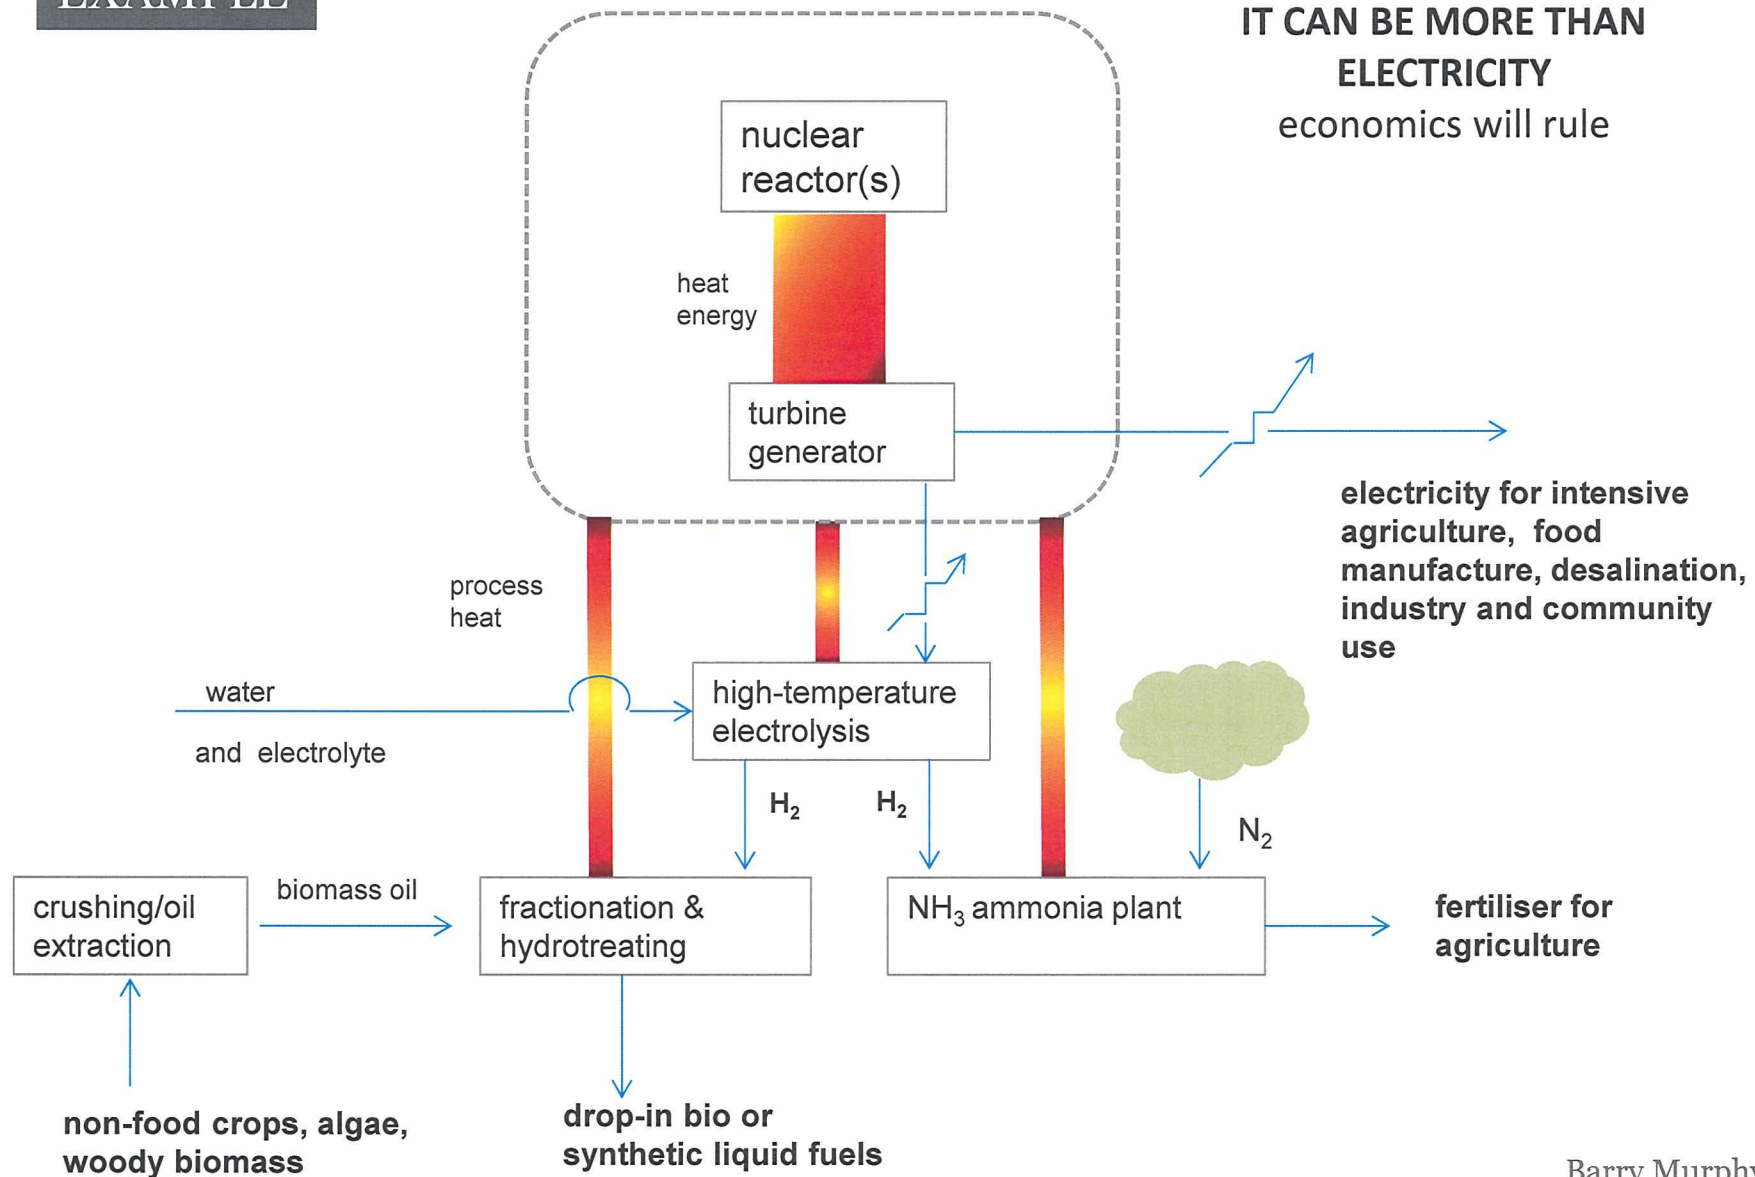 EXAMPLE
IT CAN BE MORE THAN
ELECTRICITY
economics will rule
nuclear
reactor(s)
heat
energy
turbine
generator
electricity for intensive
agriculture, food
manufacture, desalination,
industry and community
use
process
heat
water
and electrolyte
high-temperature
electrolysis
H₂
H₂
N₂
crushing/oil
extraction
biomass oil
fractionation &
hydrotreating
NH₃ ammonia plant
fertiliser for
agriculture
non-food crops, algae,
woody biomass
drop-in bio or
synthetic liquid fuels
Barry Murphy